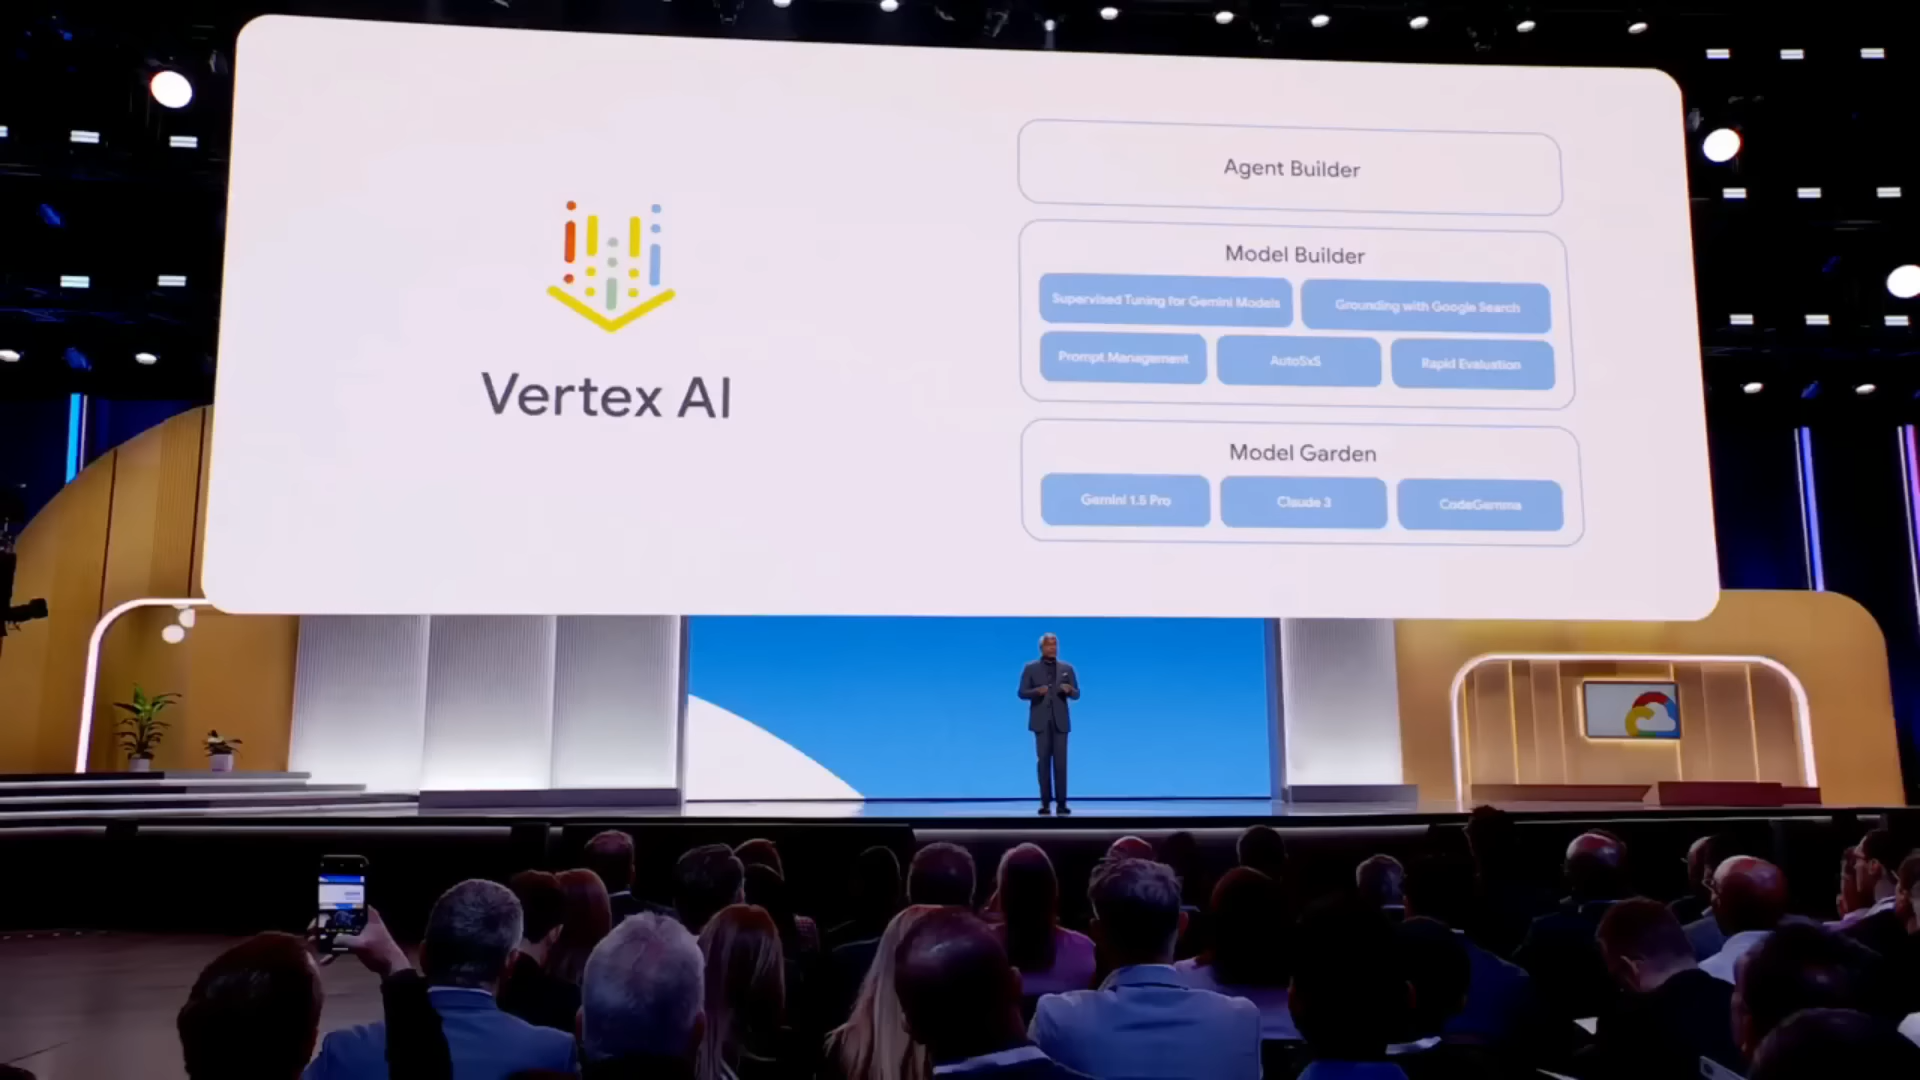 Vertex AI
Agent Builder
Model Builder
Supervised Tuning for Gemini Models
Grounding with Google Search
Prompt Management
AutoSxS
Rapid Evaluation
Model Garden
Gemini 1.5 Pro
Claude 3
CodeGemma